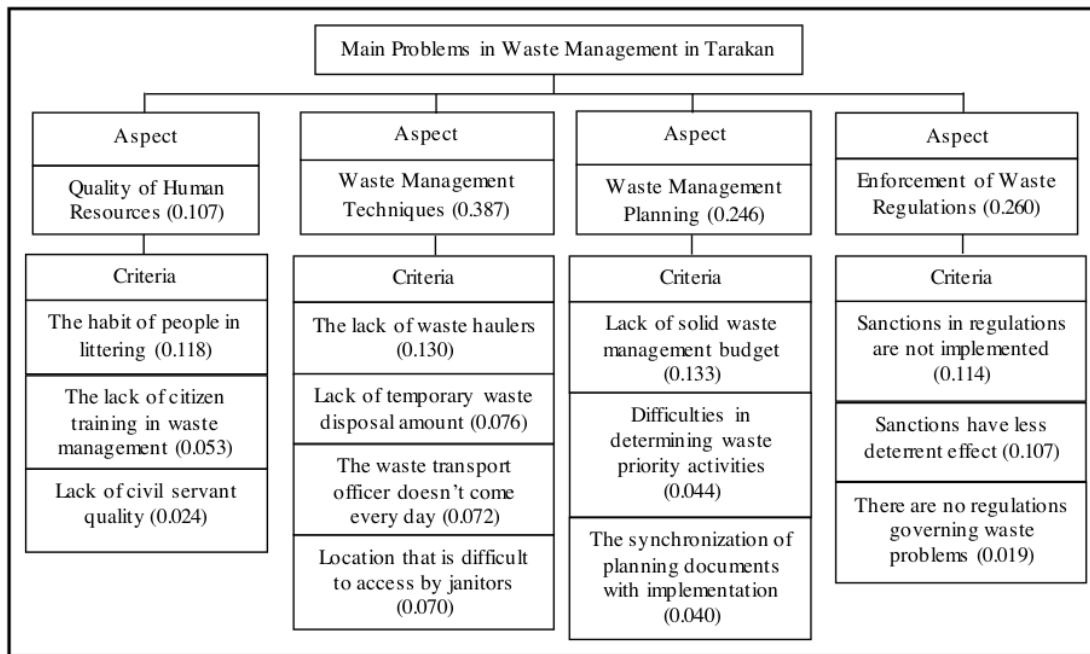 Main Problems in Waste Management in Tarakan
Aspect
Quality of Human
Resources (0.107)
Criteria
The habit of people in
littering (0.118)
The lack of citizen
training in waste
management (0.053)
Lack of civil servant
quality (0.024)
Aspect
Waste Management
Techniques (0.387)
Criteria
The lack of waste haulers
(0.130)
Lack of temporary waste
disposal amount (0.076)
The waste transport
officer doesn't come
every day (0.072)
Location that is difficult
to access by janitors
(0.070)
Aspect
Waste Management
Planning (0.246)
Criteria
Lack of solid waste
management budget
(0.133)
Difficulties in
determining waste
priority activities
(0.044)
The synchronization of
planning documents
with implementation
(0.040)
Aspect
Enforcement of Waste
Regulations (0.260)
Criteria
Sanctions in regulations
are not implemented
(0.114)
Sanctions have less
deterrent effect (0.107)
There are no regulations
governing waste
problems (0.019)